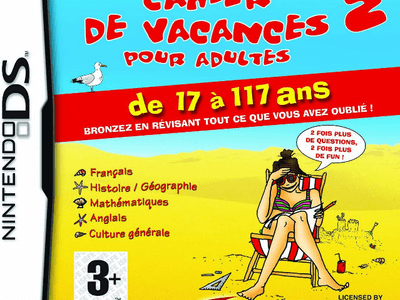 CAHIER
DE VACANCES 2
POUR ADULTES
de 17 à 117 ans
BRONZEZ EN RÉVISANT TOUT CE QUE VOUS AVEZ OUBLIÉ !
2 FOIS PLUS
DE QUESTIONS,
2 FOIS PLUS
DE FUN !
Français
Histoire / Géographie
Mathématiques
Anglais
Culture générale
NINTENDO DS
TM
3+
LICENSED BY